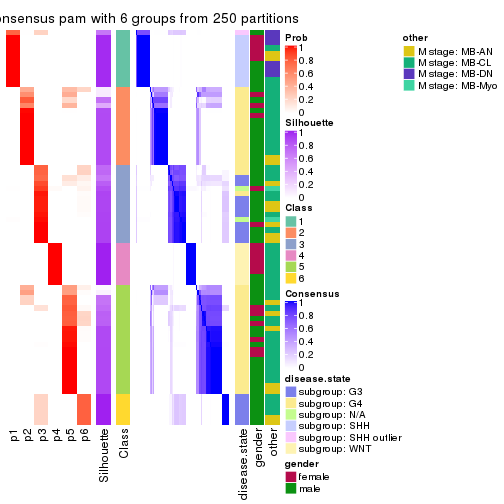 onsensus pam with 6 groups from 250 partitions
Prob
1
0.8
0.6
0.4
0.2
0
Silhouette
1
0.8
0.6
0.4
0.2
0
Class
1
2
3
4
5
6
Consensus
1
0.8
0.6
0.4
0.2
0
disease.state
subgroup: G3
subgroup: G4
subgroup: N/A
subgroup: SHH
subgroup: SHH outlier
subgroup: WNT
gender
female
male
other
M stage: MB-AN
M stage: MB-CL
M stage: MB-DN
M stage: MB-Myo
p1
p2
p3
p4
p5
p6
Silhouette
Class
disease.state
gender
other